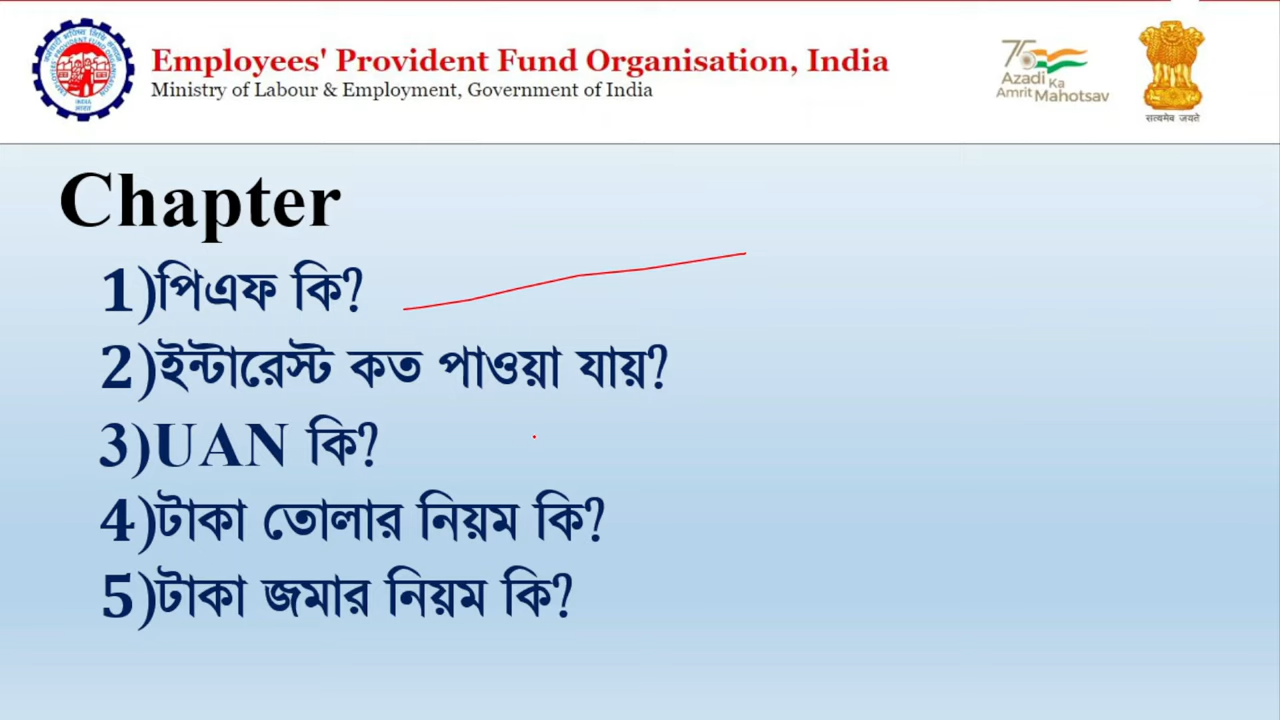 Employees' Provident Fund Organisation, India
Ministry of Labour & Employment, Government of India
75
Azadi
Ka
Amrit Mahotsav
सत्यमेव जयते
Chapter
1)পিএফ কি?
2)ইন্টারেস্ট কত পাওয়া যায়?
3)UAN কি?
4)টাকা তোলার নিয়ম কি?
5)টাকা জমার নিয়ম কি?